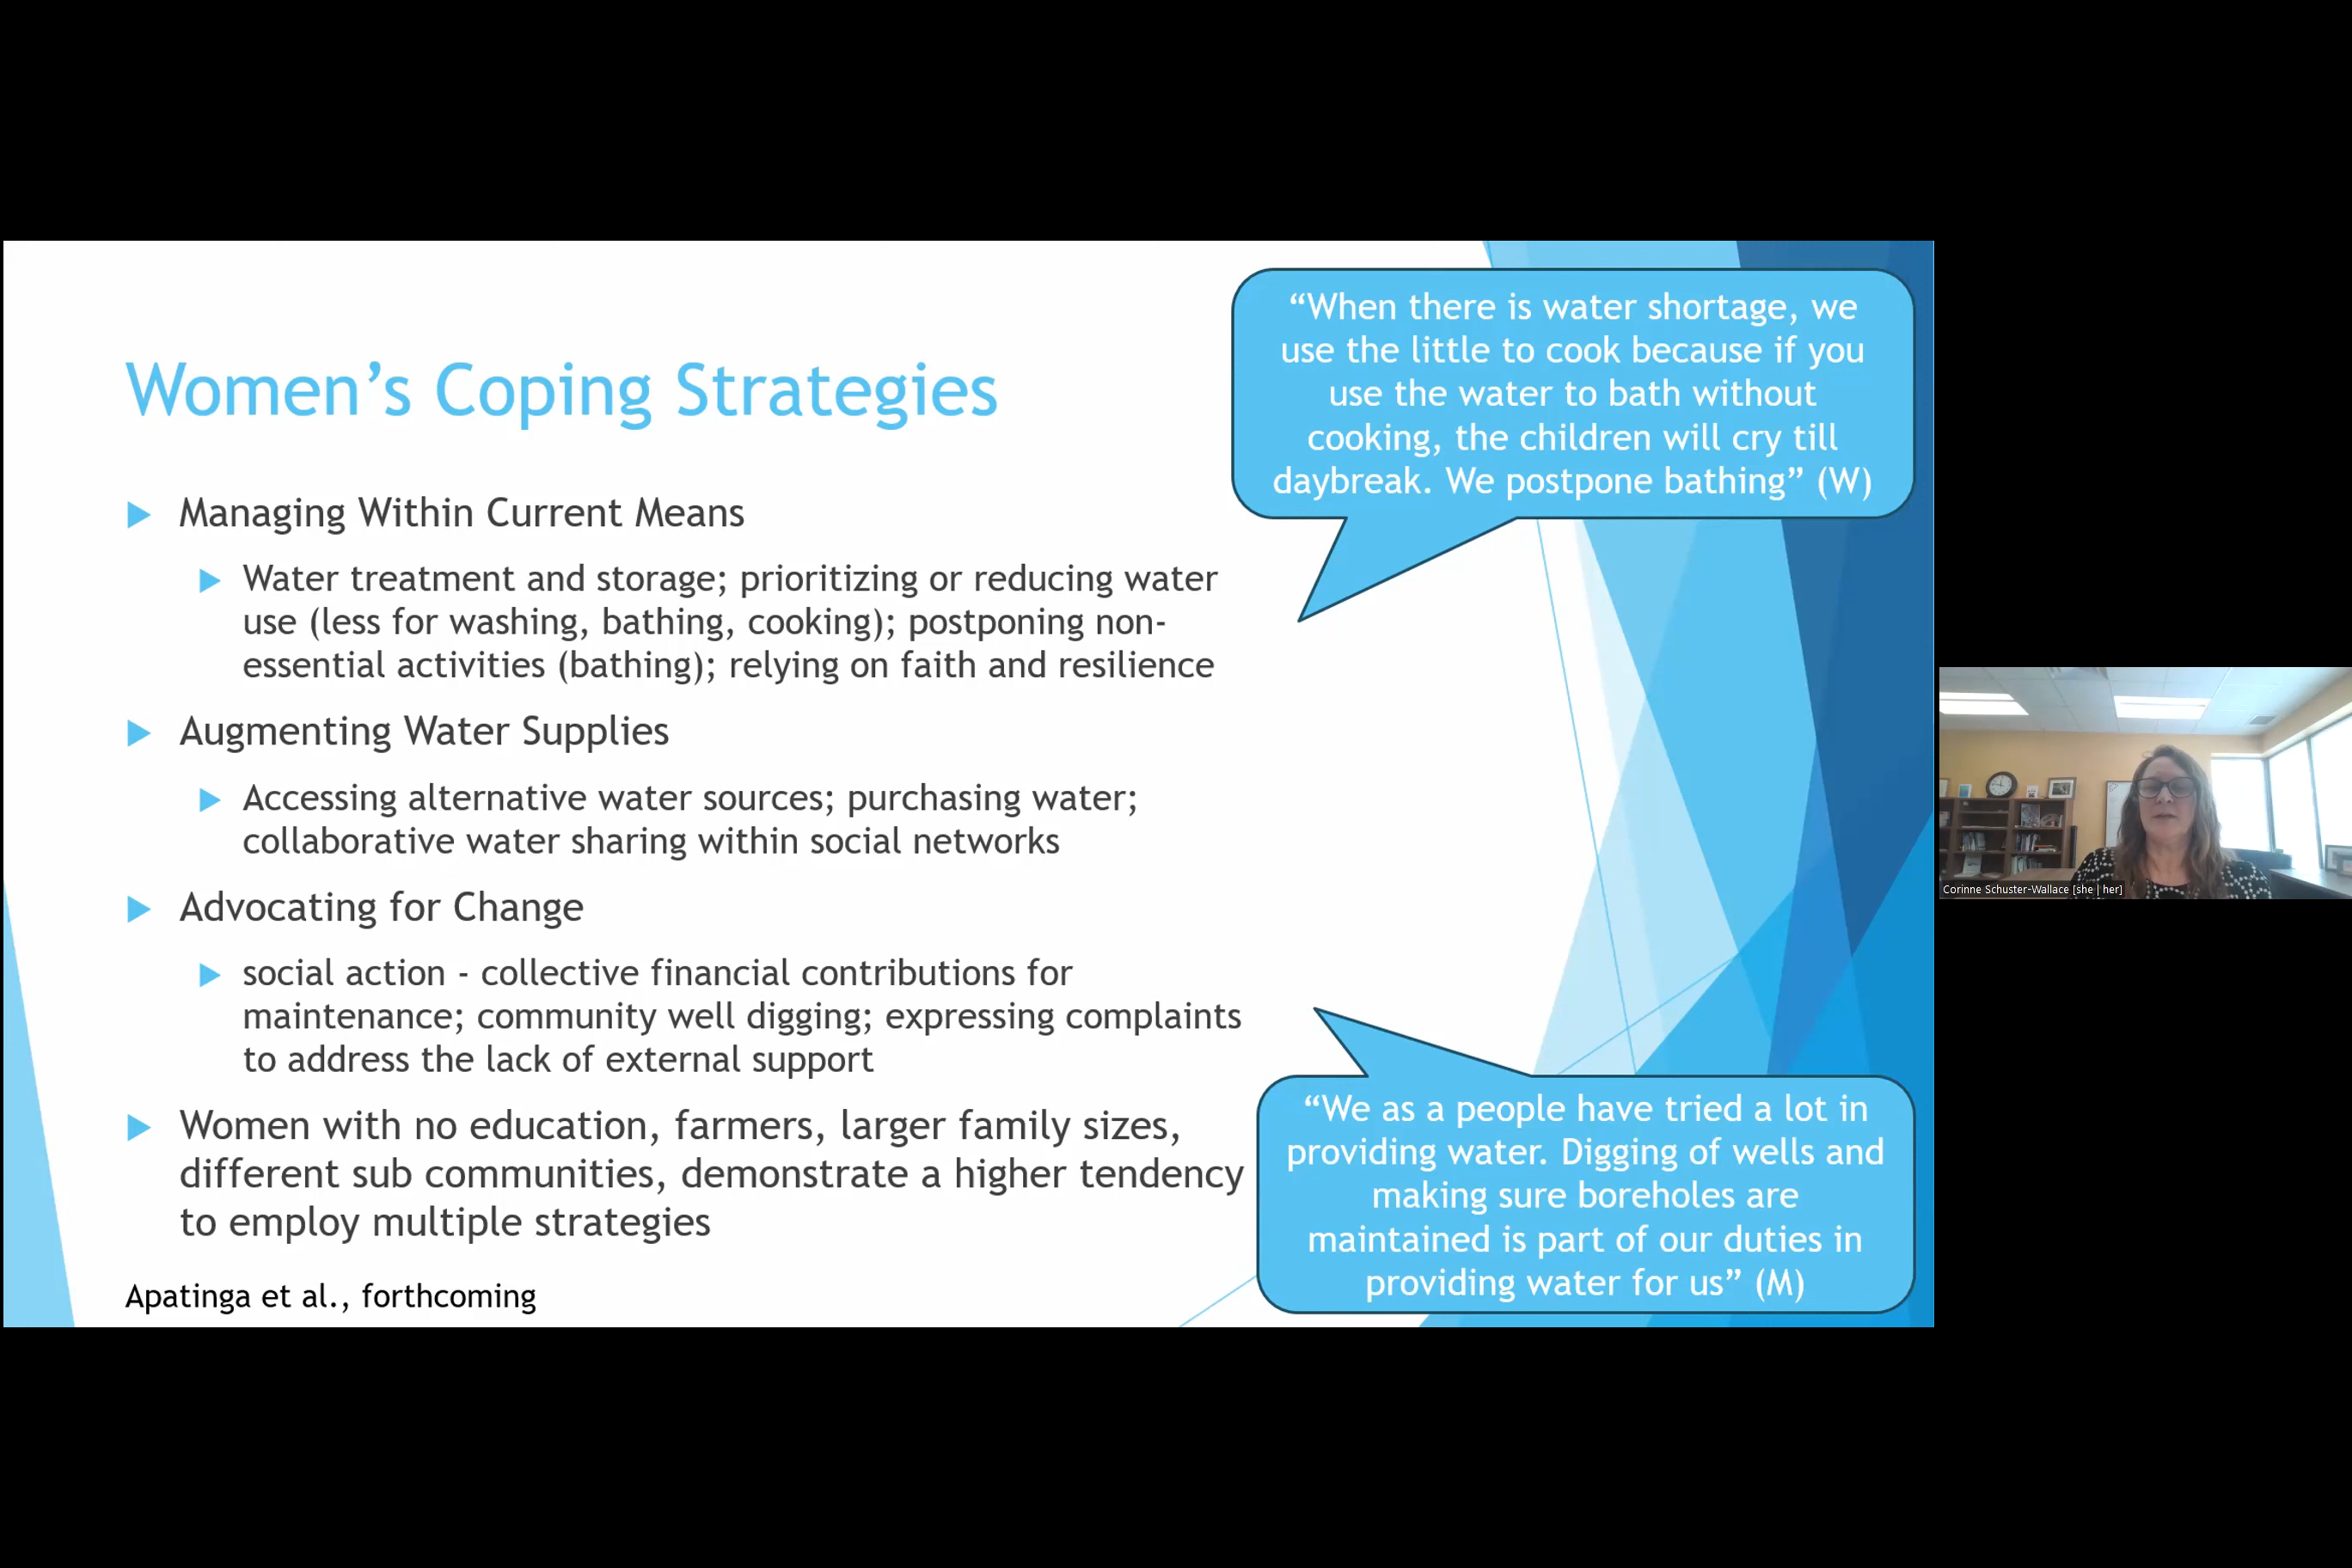 Women’s Coping Strategies
Managing Within Current Means
Water treatment and storage; prioritizing or reducing water
use (less for washing, bathing, cooking); postponing non-
essential activities (bathing); relying on faith and resilience
Augmenting Water Supplies
Accessing alternative water sources; purchasing water;
collaborative water sharing within social networks
Advocating for Change
social action - collective financial contributions for
maintenance; community well digging; expressing complaints
to address the lack of external support
Women with no education, farmers, larger family sizes,
different sub communities, demonstrate a higher tendency
to employ multiple strategies
Apatinga et al., forthcoming
“When there is water shortage, we
use the little to cook because if you
use the water to bath without
cooking, the children will cry till
daybreak. We postpone bathing” (W)
“We as a people have tried a lot in
providing water. Digging of wells and
making sure boreholes are
maintained is part of our duties in
providing water for us” (M)
Corinne Schuster-Wallace [she | her]